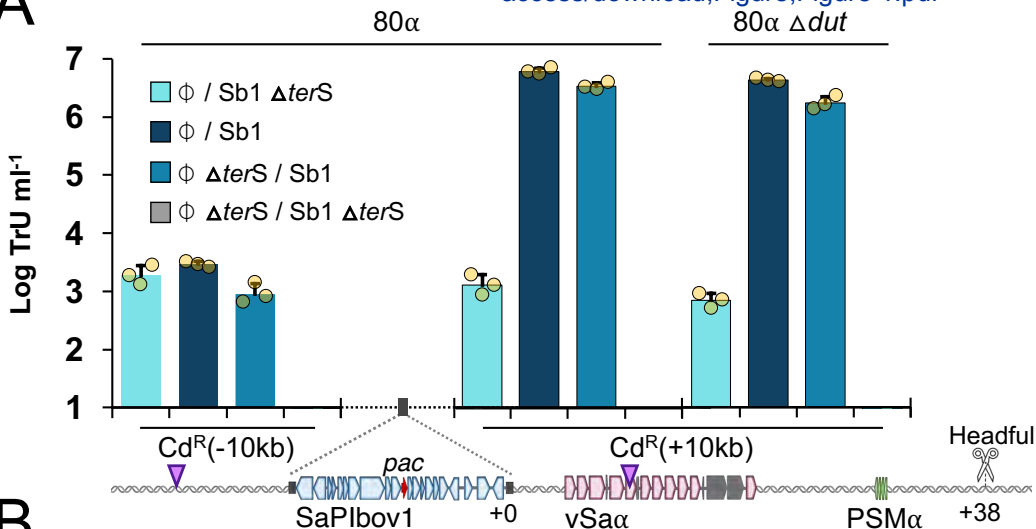 A
80α
80α △dut
7
6
5
4
3
2
1
Log TrU ml-1
Φ / Sb1 ΔterS
Φ / Sb1
Φ ΔterS / Sb1
Φ ΔterS / Sb1 ΔterS
CdR(-10kb)
CdR(+10kb)
Headful
pac
SaPIbov1
+0
vSaα
PSMα
+38
B